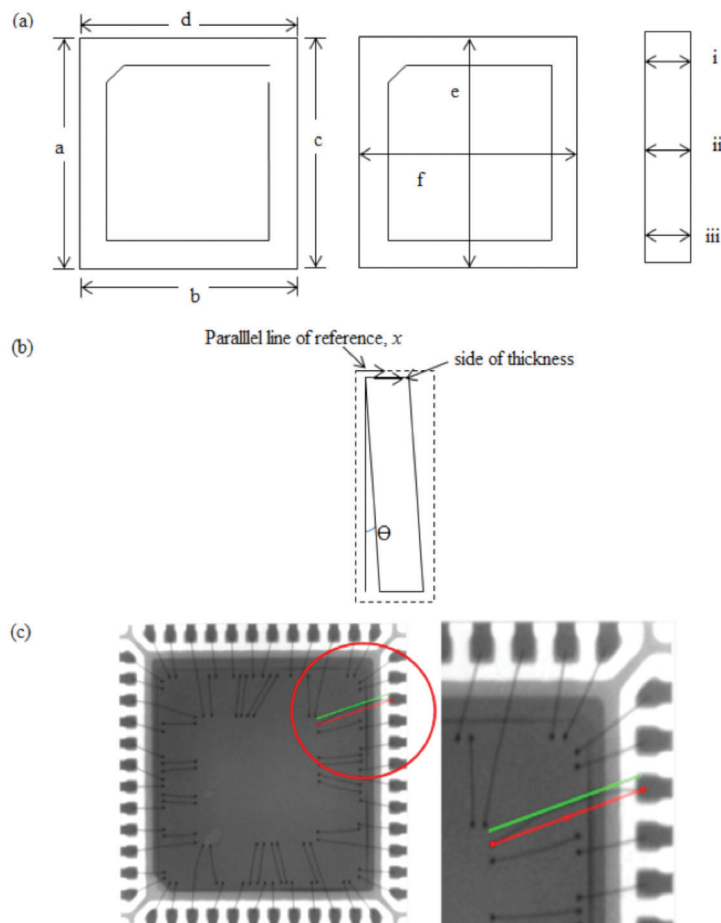 (a)
d
a
c
b
e
f
i
ii
iii
(b)
Paralllel line of reference, x
side of thickness
Θ
(c)